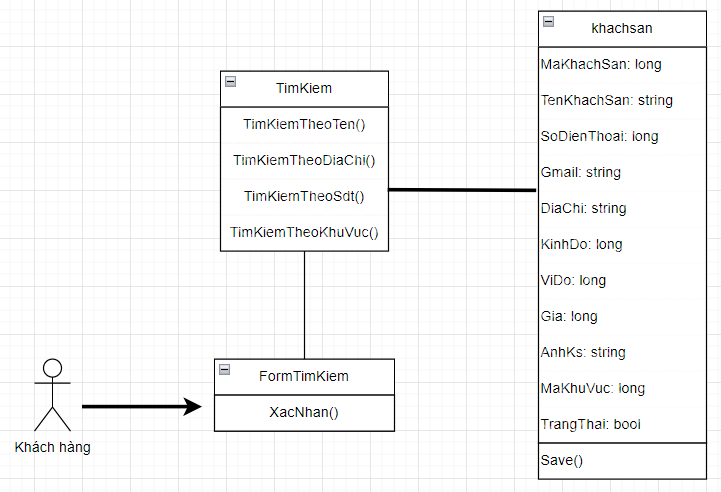 khachsan
MaKhachSan: long
TenKhachSan: string
SoDienThoai: long
Gmail: string
DiaChi: string
KinhDo: long
ViDo: long
Gia: long
AnhKs: string
MaKhuVuc: long
TrangThai: bool
Save()
TimKiem
TimKiemTheoTen()
TimKiemTheoDiaChi()
TimKiemTheoSdt()
TimKiemTheoKhuVuc()
FormTimKiem
XacNhan()
Khách hàng